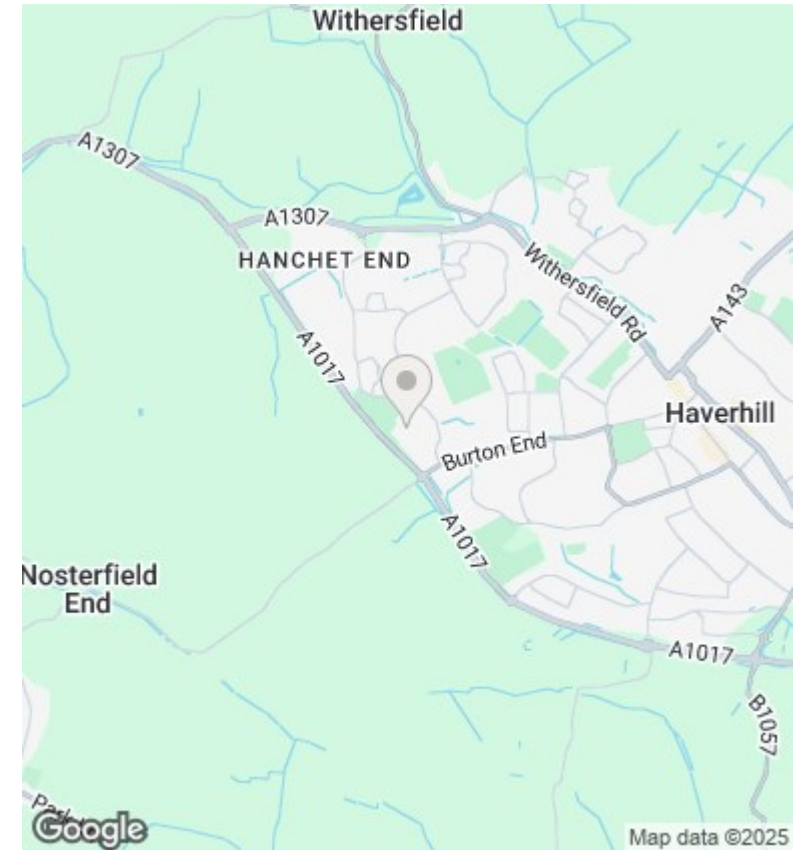 Withersfield
A1307
A1307
HANCHET END
Withersfield Rd
A143
A1017
Haverhill
Burton End
A1017
Nosterfield
End
A1017
B1057
Google
Map data ©2025